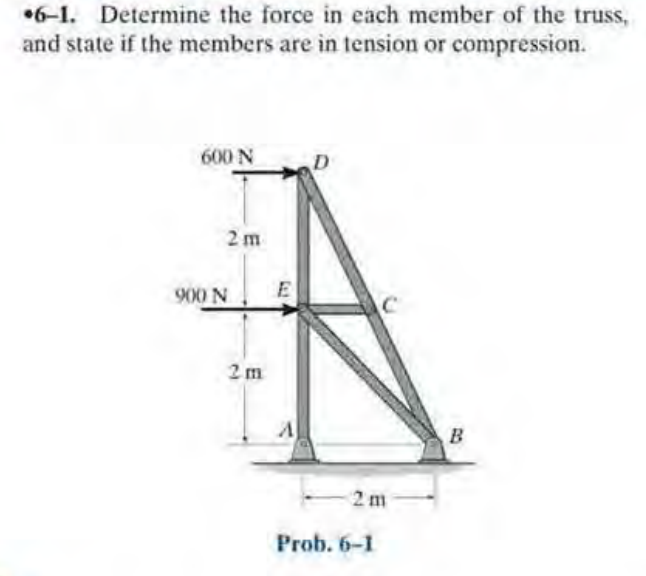 •6–1. Determine the force in each member of the truss,
and state if the members are in tension or compression.
600 N
D
2 m
900 N
E
C
2 m
A
B
2 m
Prob. 6–1